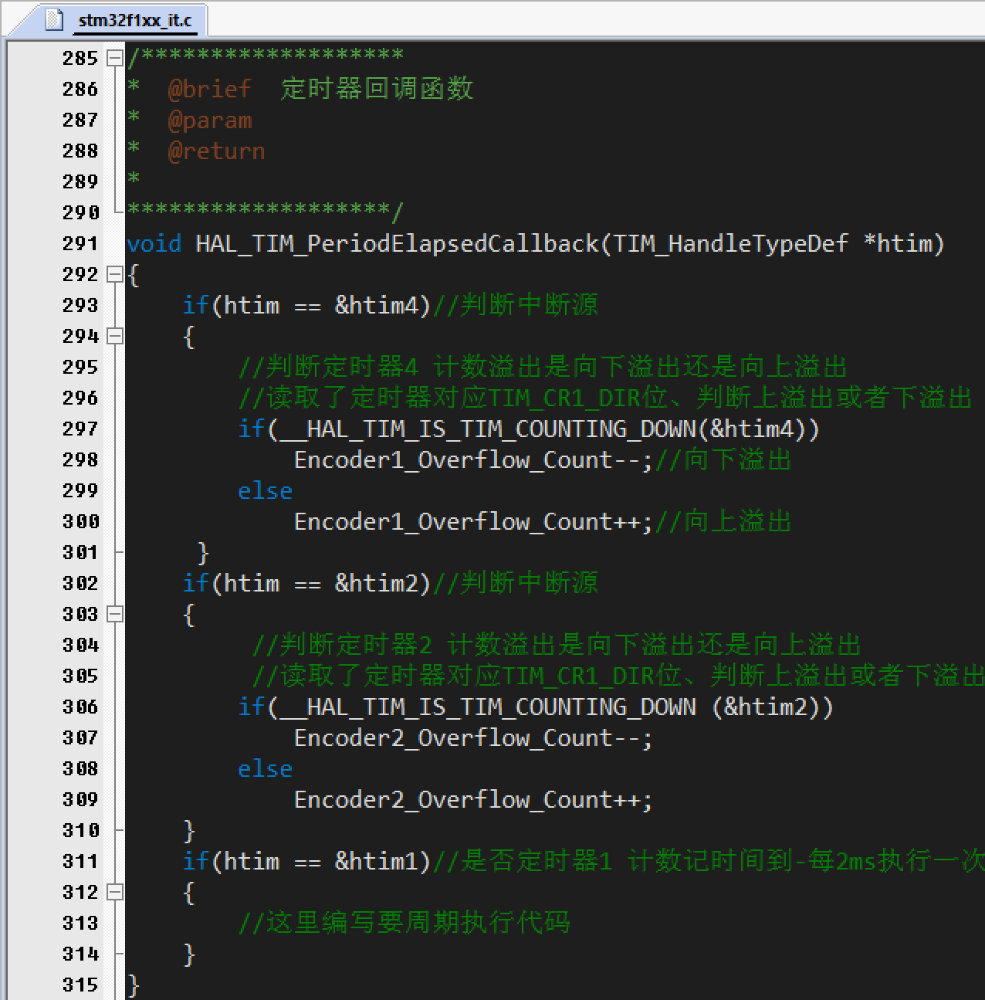 stm32f1xx_it.c
285 /*******************
286 *  @brief  定时器回调函数
287 *  @param
288 *  @return
289 *
290 *******************/
291 void HAL_TIM_PeriodElapsedCallback(TIM_HandleTypeDef *htim)
292 {
293     if(htim == &htim4)//判断中断源
294     {
295         //判断定时器4 计数溢出是向下溢出还是向上溢出
296         //读取了定时器对应TIM_CR1_DIR位、判断上溢出或者下溢出
297         if(__HAL_TIM_IS_TIM_COUNTING_DOWN(&htim4))
298             Encoder1_Overflow_Count--;//向下溢出
299         else
300             Encoder1_Overflow_Count++;//向上溢出
301      }
302     if(htim == &htim2)//判断中断源
303     {
304          //判断定时器2 计数溢出是向下溢出还是向上溢出
305          //读取了定时器对应TIM_CR1_DIR位、判断上溢出或者下溢出
306         if(__HAL_TIM_IS_TIM_COUNTING_DOWN (&htim2))
307             Encoder2_Overflow_Count--;
308         else
309             Encoder2_Overflow_Count++;
310     }
311     if(htim == &htim1)//是否定时器1 计数记时间到-每2ms执行一次
312     {
313         //这里编写要周期执行代码
314     }
315 }